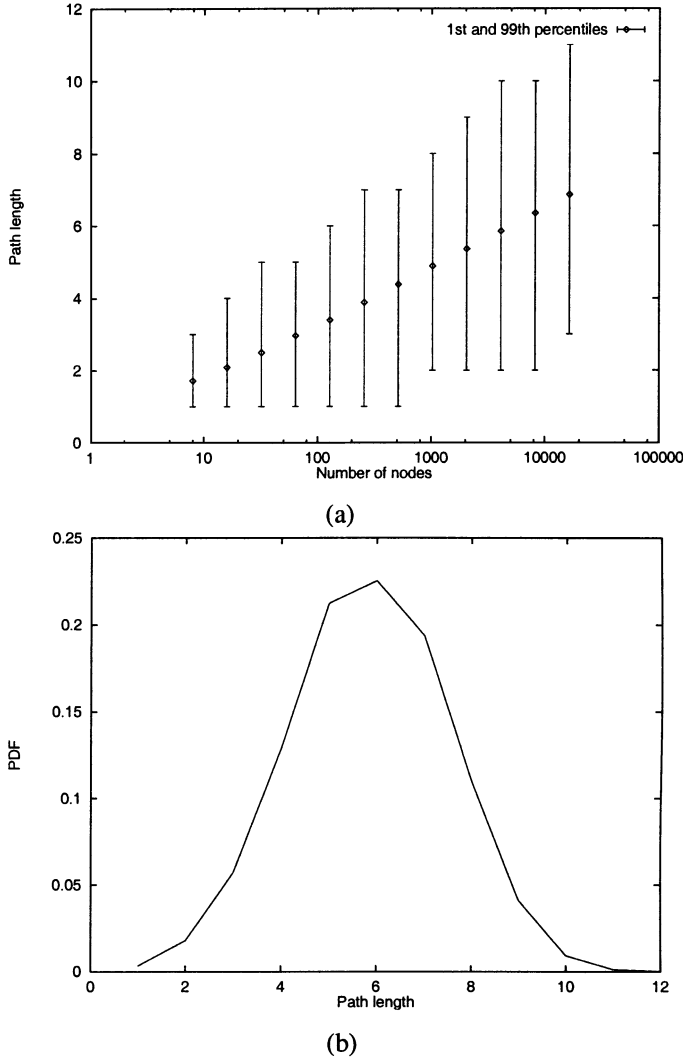 12
1st and 99th percentiles
10
8
6
4
2
0
Path length
1 10 100 1000 10000 100000
Number of nodes
(a)
0.25
0.2
0.15
0.1
0.05
0
PDF
0 2 4 6 8 10 12
Path length
(b)